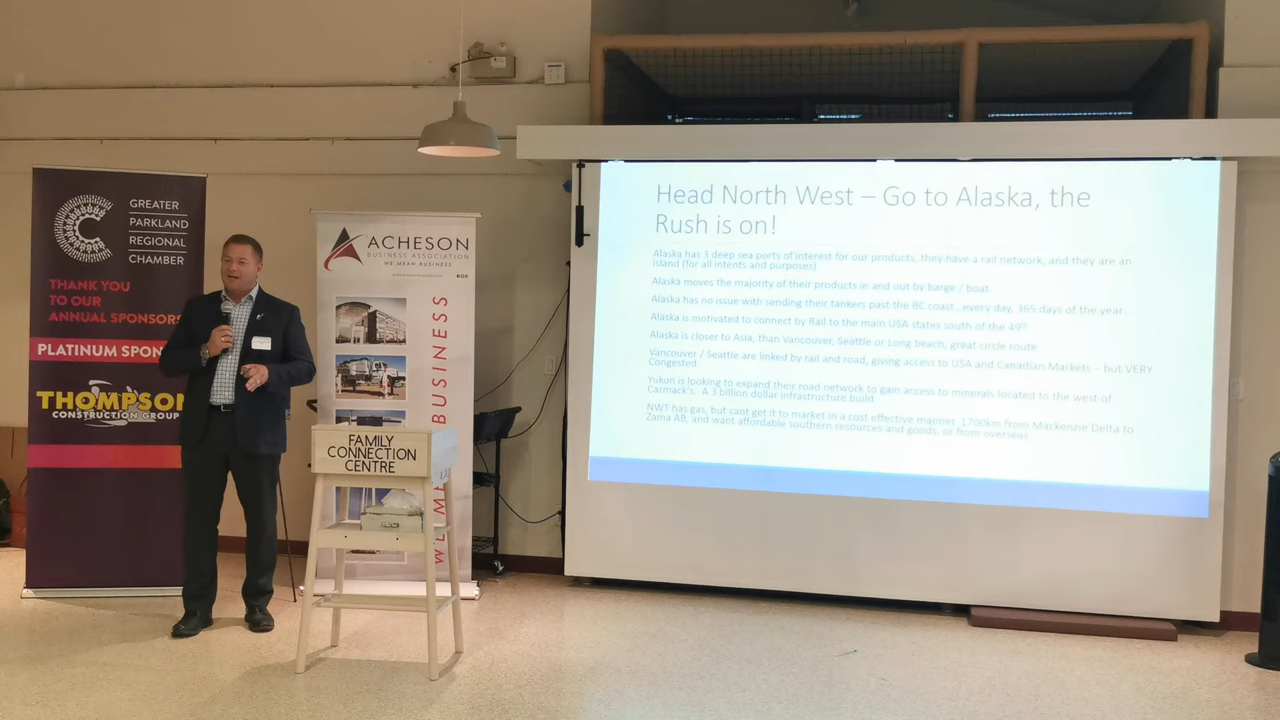 GREATER
PARKLAND
REGIONAL
CHAMBER
THANK YOU
TO OUR
ANNUAL SPONSORS
PLATINUM SPON
THOMPSON
CONSTRUCTION GROUP
ACHESON
BUSINESS ASSOCIATION
WE MEAN BUSINESS
WE ME BUSINESS
FAMILY
CONNECTION
CENTRE
Head North West – Go to Alaska, the
Rush is on!
Alaska has 3 deep sea ports of interest for our products, they have a rail network, and they are an
island (for all intents and purposes)
Alaska moves the majority of their products in and out by barge / boat
Alaska has no issue with sending their tankers past the BC coast...every day, 365 days of the year...
Alaska is motivated to connect by Rail to the main USA states south of the 49th
Alaska is closer to Asia, than Vancouver, Seattle or Long beach, great circle route
Vancouver / Seattle are linked by rail and road, giving access to USA and Canadian Markets – but VERY
Congested
Yukon is looking to expand their road network to gain access to minerals located to the west of
Carmack's. A 3 billion dollar infrastructure build
NWT has gas, but cant get it to market in a cost effective manner. 1700km from Mackenzie Delta to
Zama AB, and want affordable southern resources and goods, or from overseas